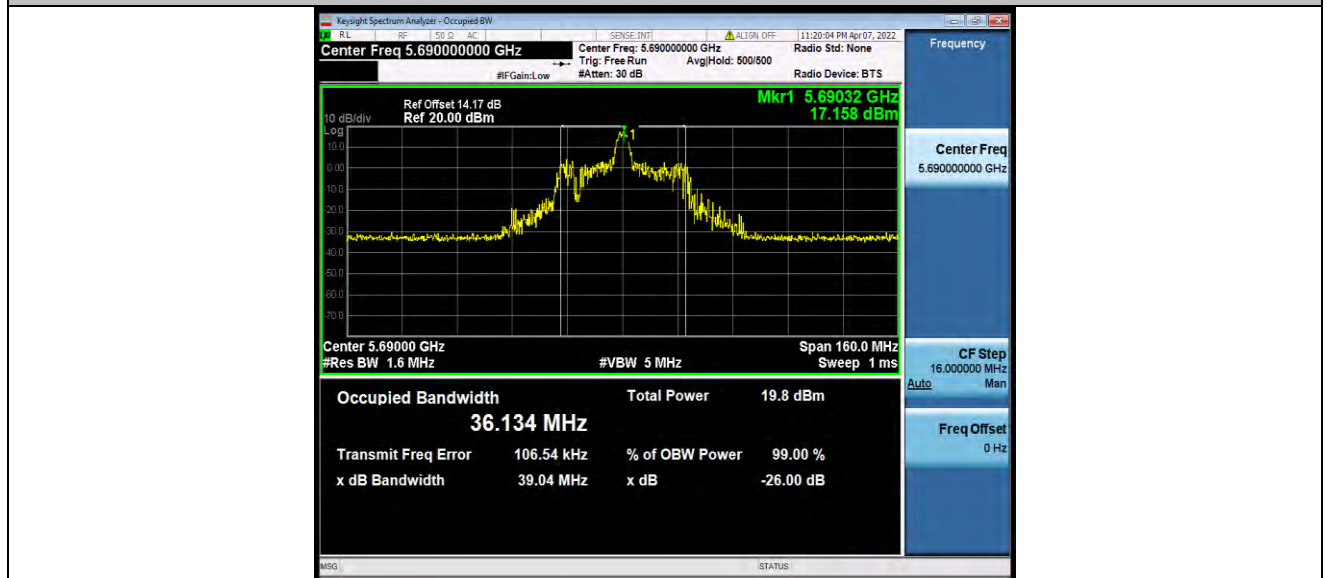 Keysight Spectrum Analyzer - Occupied BW
RL RF 50 Ω AC SENSE:INT ALIGN OFF 11:20:04 PM Apr 07, 2022
Center Freq 5.690000000 GHz
Center Freq: 5.690000000 GHz Radio Std: None
Trig: Free Run Avg|Hold: 500/500
#IFGain:Low #Atten: 30 dB Radio Device: BTS
Frequency
Mkr1 5.69032 GHz
17.158 dBm
Ref Offset 14.17 dB
10 dB/div Ref 20.00 dBm
Log
10.0
0.00
-10.0
-20.0
-30.0
-40.0
-50.0
-60.0
-70.0
1
Center 5.69000 GHz Span 160.0 MHz
#Res BW 1.6 MHz #VBW 5 MHz Sweep 1 ms
Center Freq
5.690000000 GHz
CF Step
16.000000 MHz
Auto Man
Freq Offset
0 Hz
Occupied Bandwidth Total Power 19.8 dBm
36.134 MHz
Transmit Freq Error 106.54 kHz % of OBW Power 99.00 %
x dB Bandwidth 39.04 MHz x dB -26.00 dB
MSG STATUS